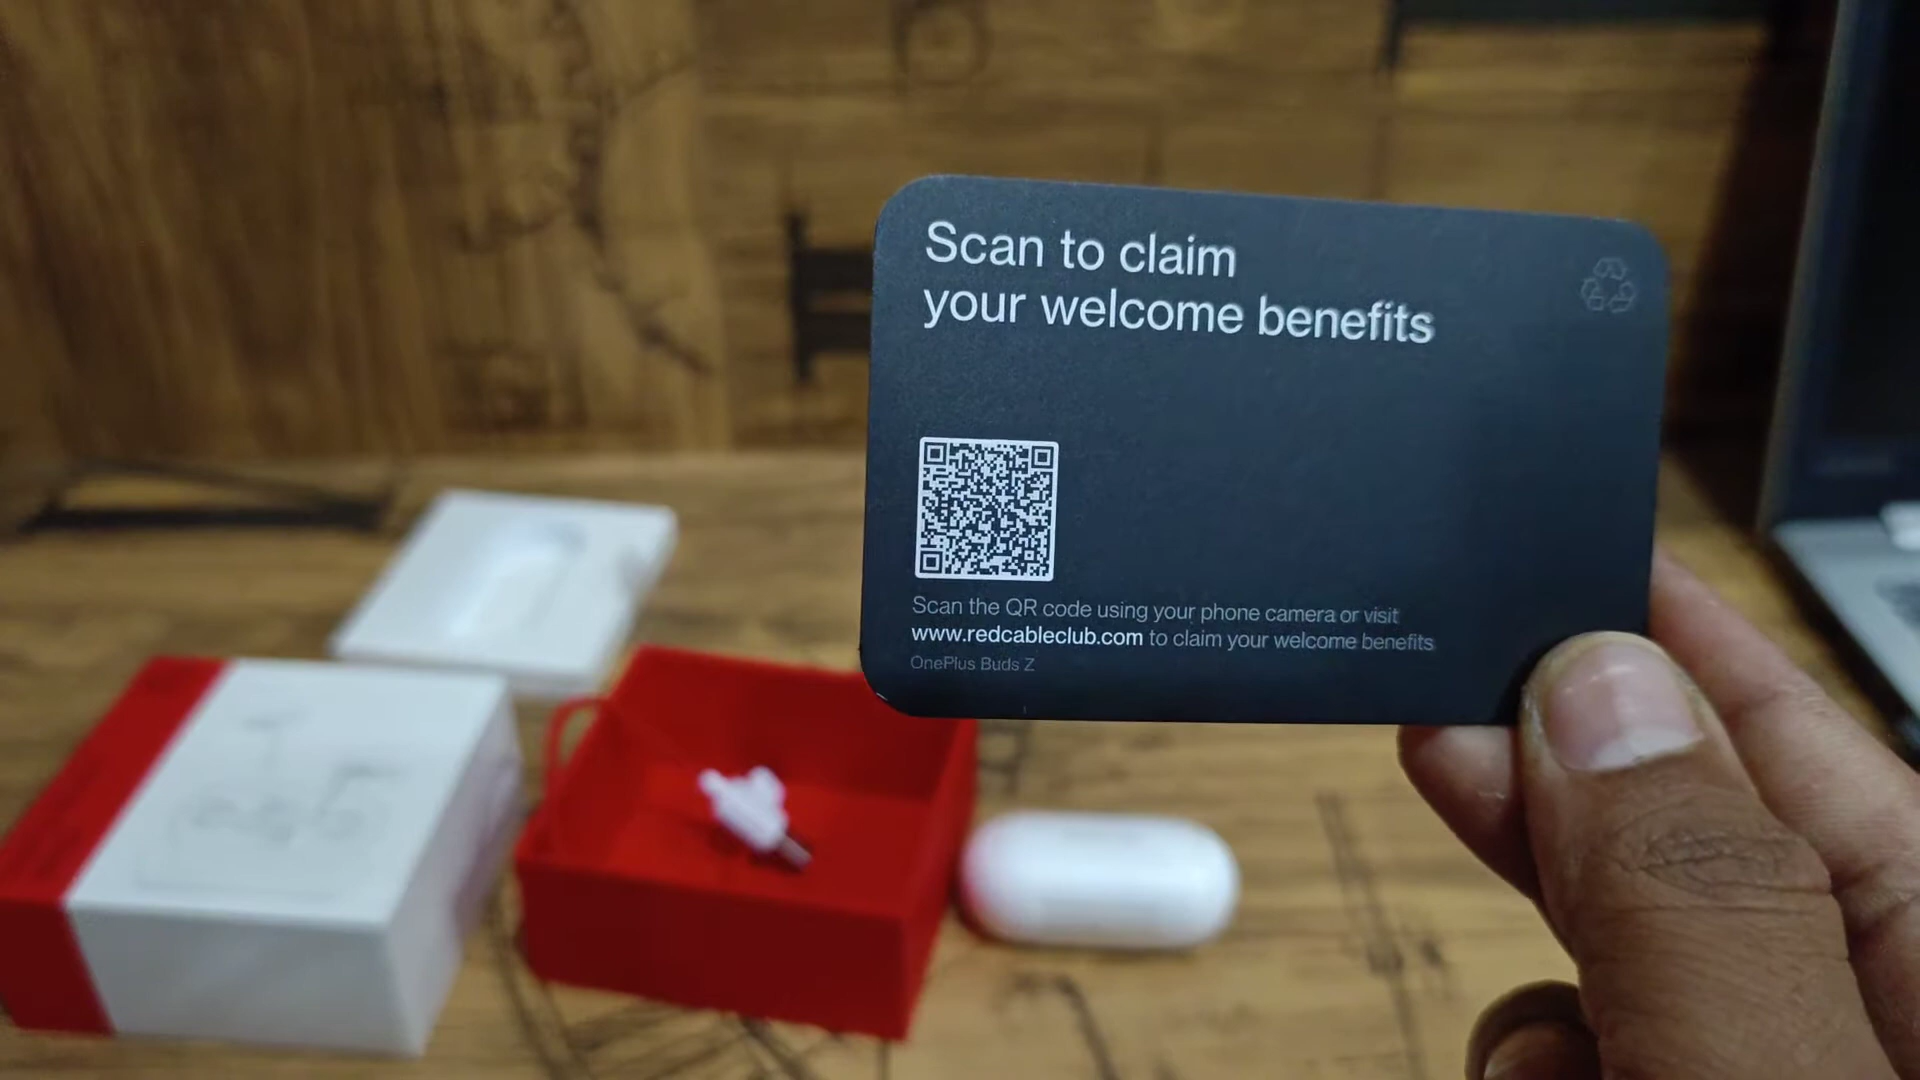 Scan to claim
your welcome benefits
Scan the QR code using your phone camera or visit
www.redcableclub.com to claim your welcome benefits
OnePlus Buds Z